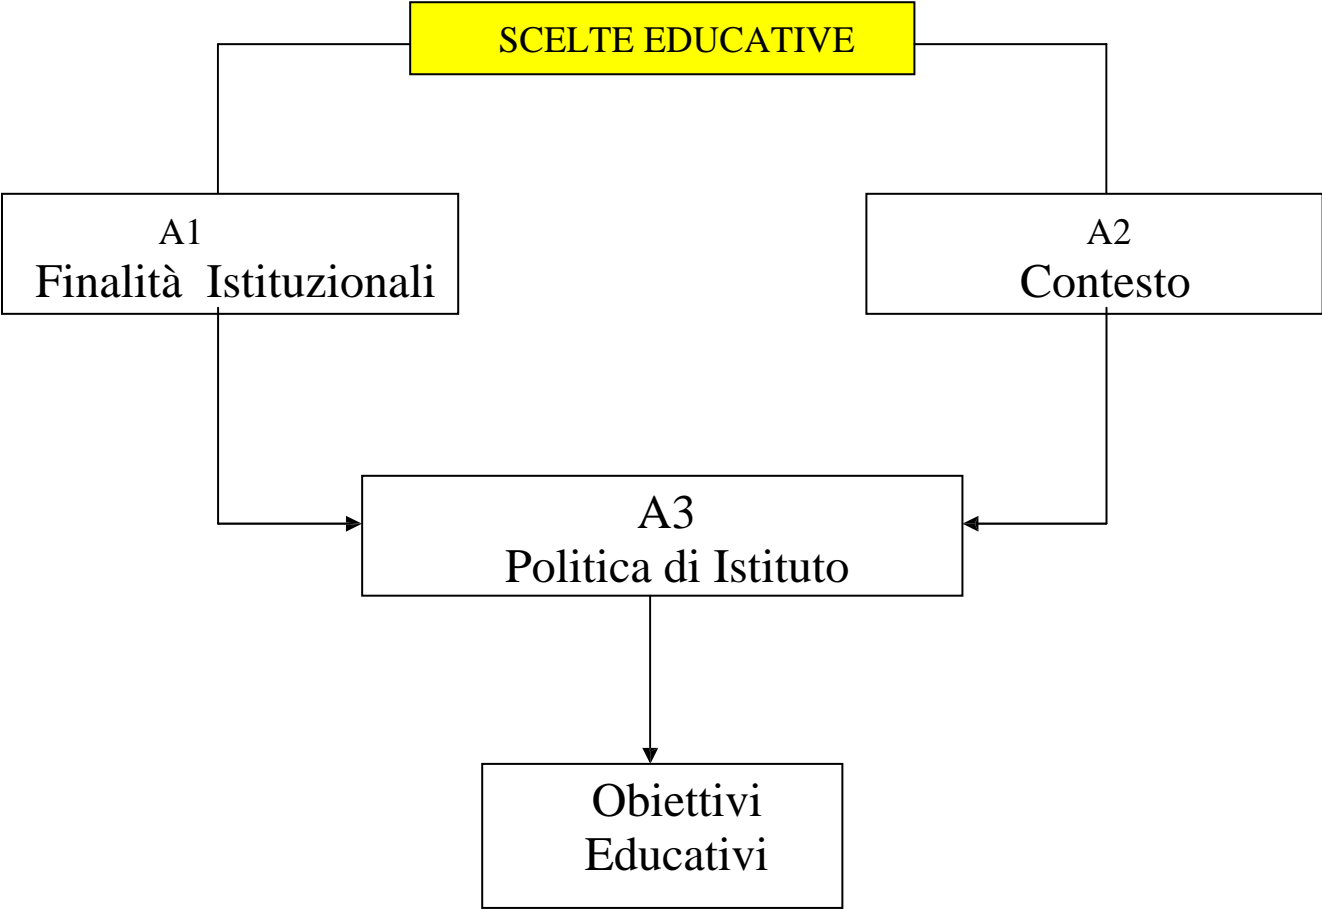 SCELTE EDUCATIVE
A1
Finalità Istituzionali
A2
Contesto
A3
Politica di Istituto
Obiettivi
Educativi